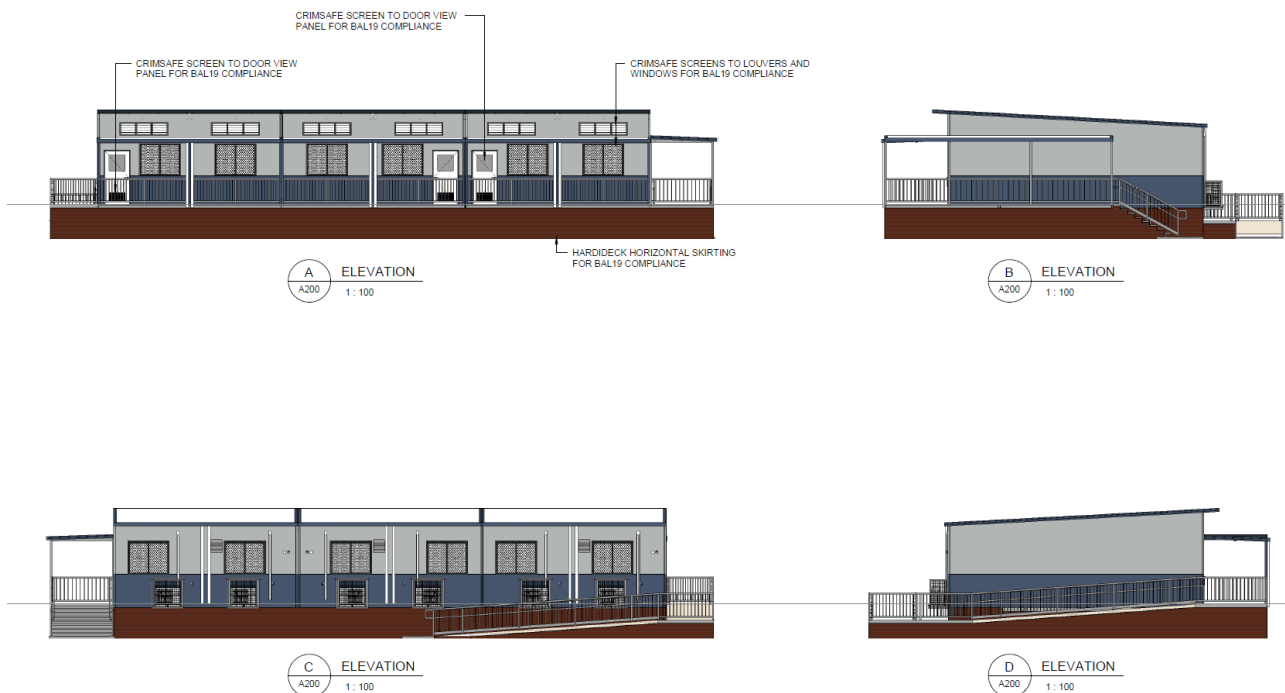 CRIMSAFE SCREEN TO DOOR VIEW
PANEL FOR BAL19 COMPLIANCE
CRIMSAFE SCREEN TO DOOR VIEW
PANEL FOR BAL19 COMPLIANCE
CRIMSAFE SCREENS TO LOUVERS AND
WINDOWS FOR BAL19 COMPLIANCE
HARDIDECK HORIZONTAL SKIRTING
FOR BAL19 COMPLIANCE
A ELEVATION
A200 1 : 100
B ELEVATION
A200 1 : 100
C ELEVATION
A200 1 : 100
D ELEVATION
A200 1 : 100